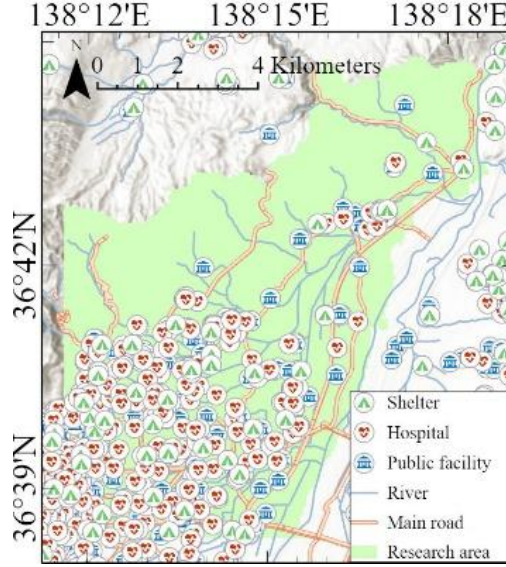 138°12'E 138°15'E 138°18'E
0 1 2 4 Kilometers
36°42'N
36°39'N
Shelter
Hospital
Public facility
River
Main road
Research area